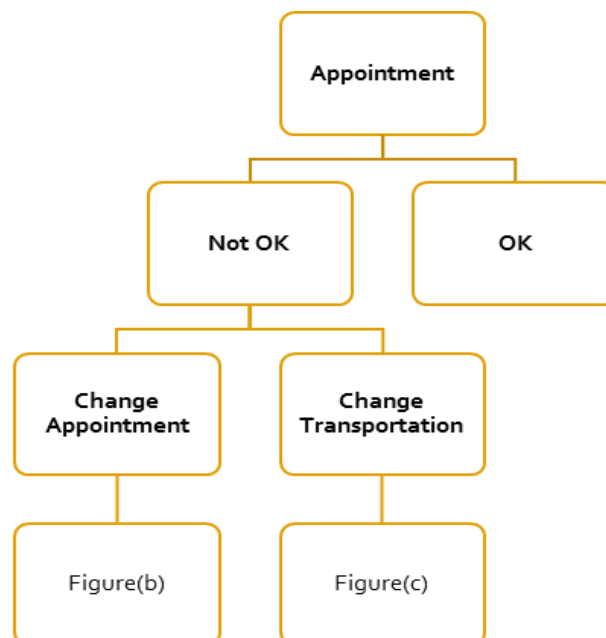 Appointment
Not OK
OK
Change
Appointment
Change
Transportation
Figure(b)
Figure(c)